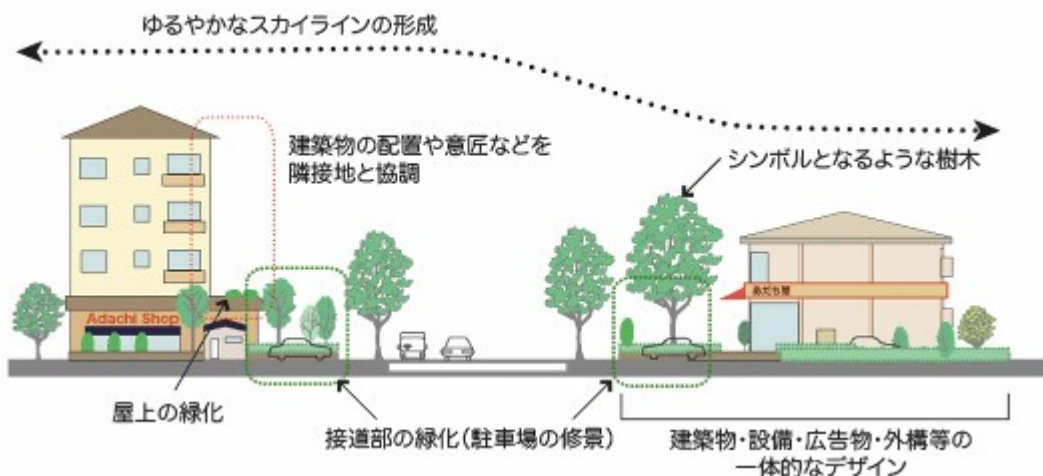 ゆるやかなスカイラインの形成
建築物の配置や意匠などを
隣接地と協調
シンボルとなるような樹木
Adachi Shop
あだち屋
屋上の緑化
接道部の緑化(駐車場の修景)
建築物・設備・広告物・外構等の
一体的なデザイン